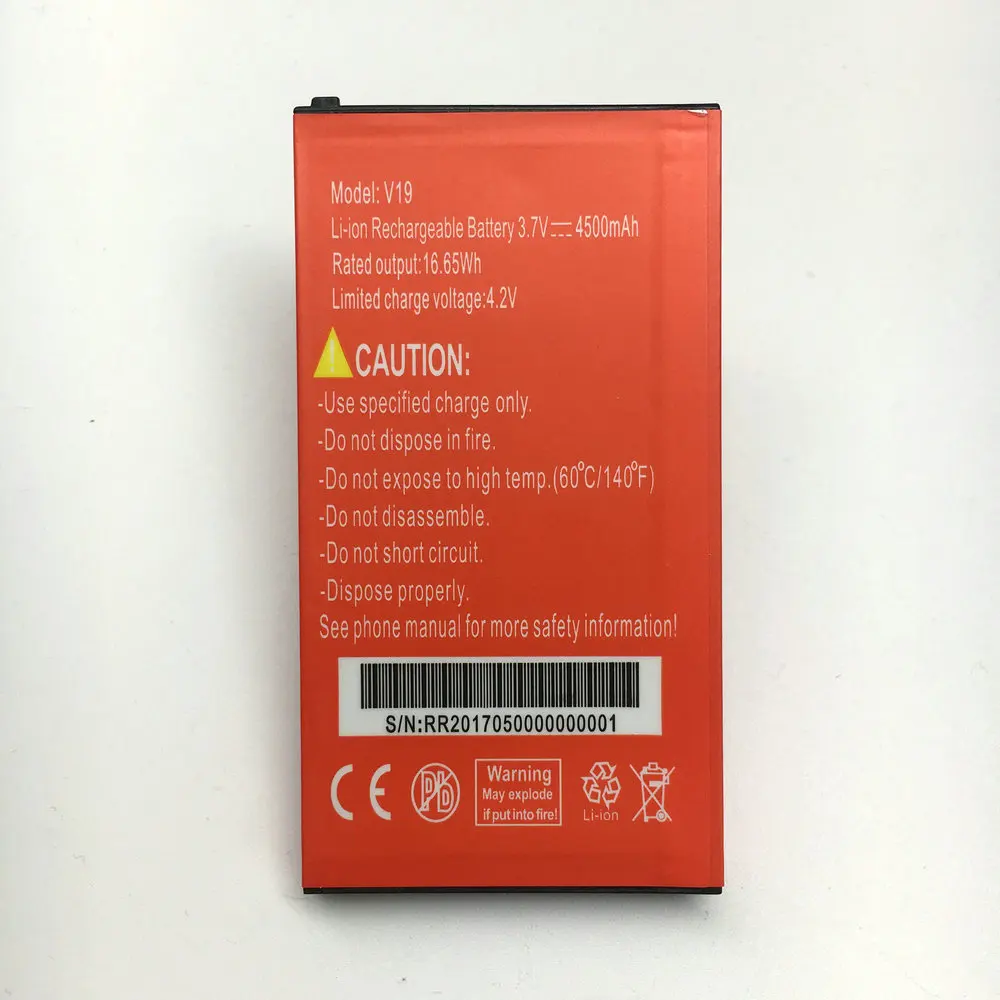 Model: V19
Li-ion Rechargeable Battery 3.7V⎓4500mAh
Rated output:16.65Wh
Limited charge voltage:4.2V
CAUTION:
-Use specified charge only.
-Do not dispose in fire.
-Do not expose to high temp.(60°C/140°F)
-Do not disassemble.
-Do not short circuit.
-Dispose properly.
See phone manual for more safety information!
S/N:RR2017050000000001
CE
Pb
Warning
May explode
if put into fire!
Li-ion